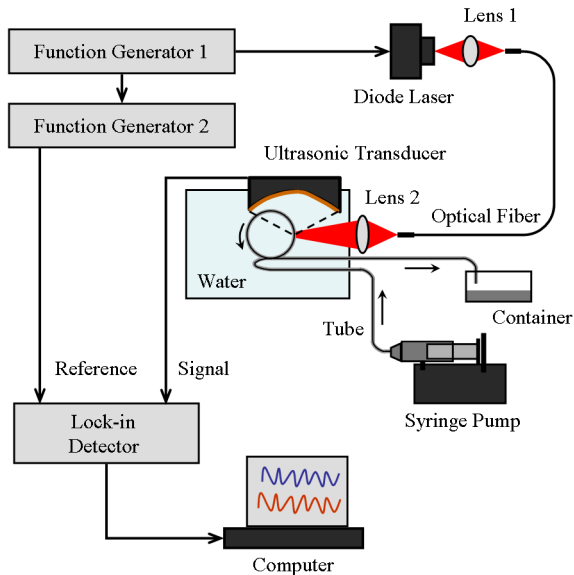 Lens 1
Function Generator 1
Diode Laser
Function Generator 2
Ultrasonic Transducer
Lens 2
Optical Fiber
Water
Container
Tube
Reference
Signal
Syringe Pump
Lock-in
Detector
Computer